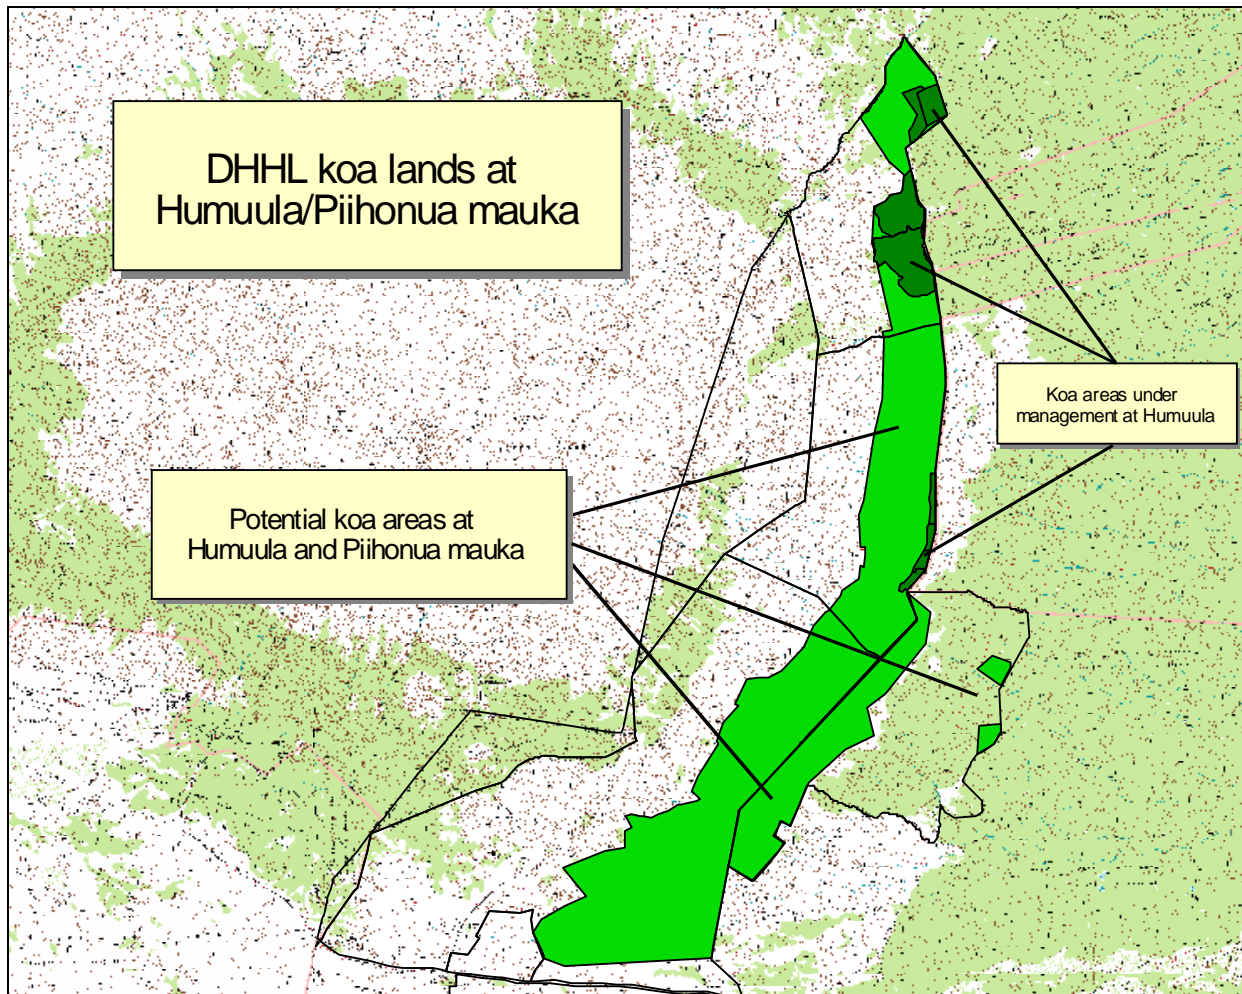 DHHL koa lands at
Humuula/Piihonua mauka
Koa areas under
management at Humuula
Potential koa areas at
Humuula and Piihonua mauka